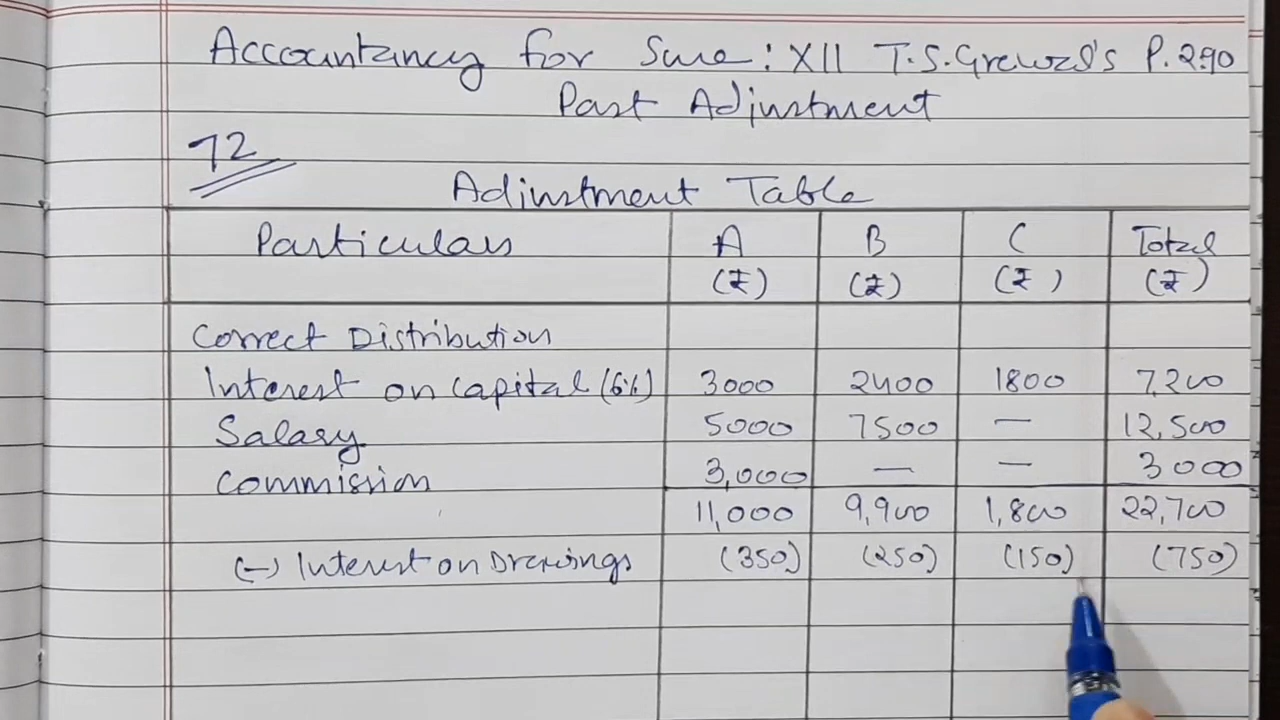 Accountancy for Sure: XII T.S.Grewal's P.2.90
Past Adjustment
72
Adjustment Table
Particulars A B C Total
(₹) (₹) (₹) (₹)
Correct Distribution
Interest on Capital (6%) 3000 2400 1800 7,200
Salary 5000 7500 — 12,500
Commission 3,000 — — 3000
11,000 9,900 1,800 22,700
(-) Interest on Drawings (350) (250) (150) (750)